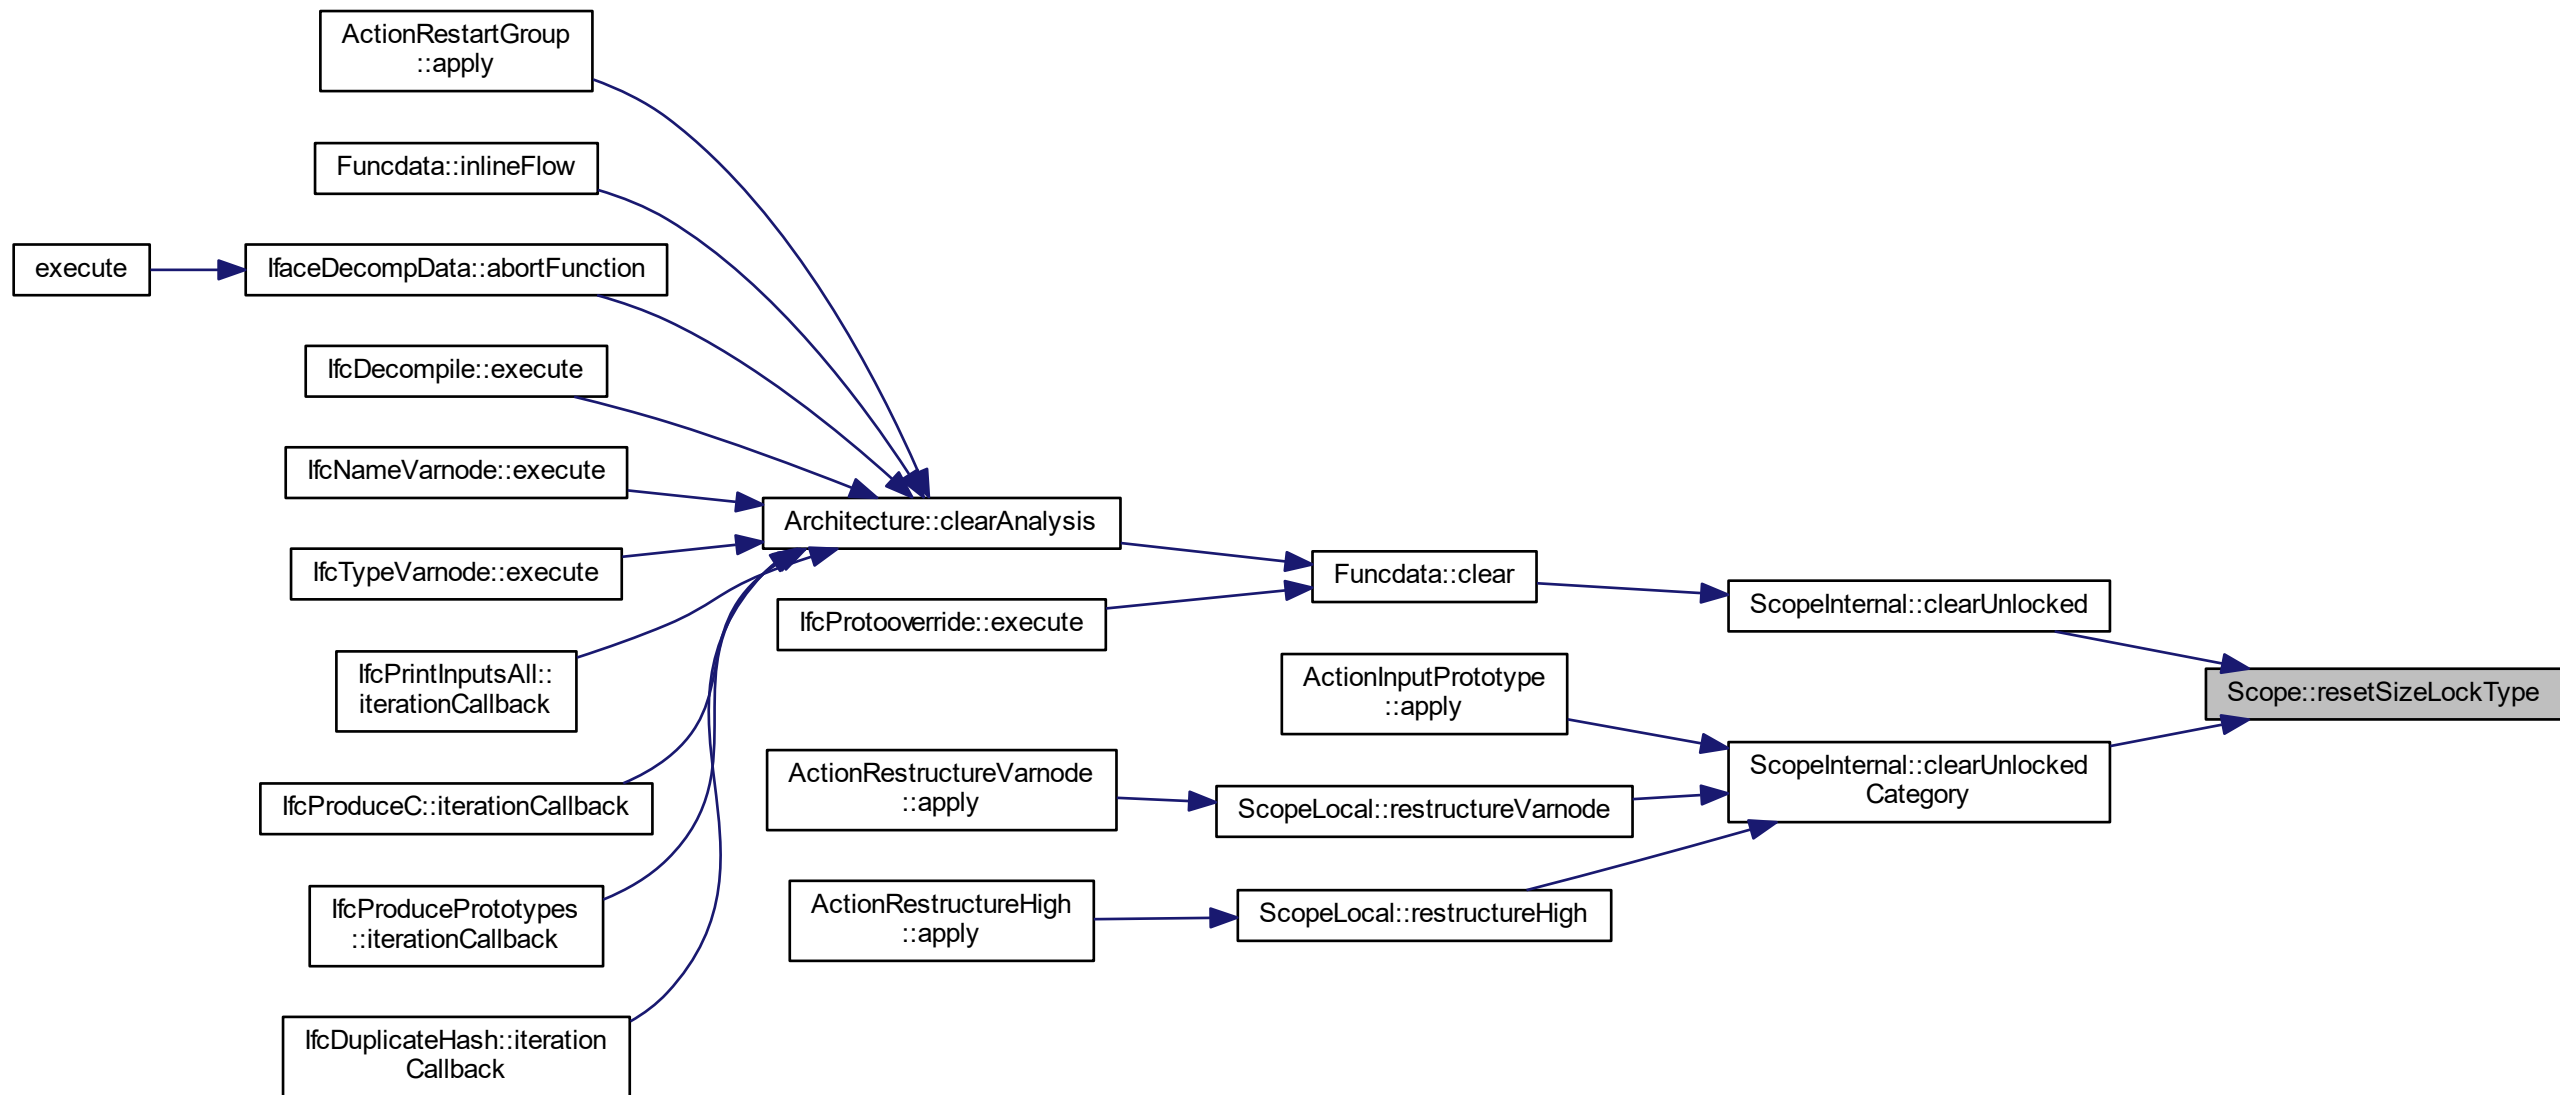 ActionRestartGroup
::apply
Funcdata::inlineFlow
execute
IfaceDecompData::abortFunction
IfcDecompile::execute
IfcNameVarnode::execute
Architecture::clearAnalysis
IfcTypeVarnode::execute
Funcdata::clear
ScopeInternal::clearUnlocked
IfcProtooverride::execute
IfcPrintInputsAll::
iterationCallback
ActionInputPrototype
::apply
Scope::resetSizeLockType
ActionRestructureVarnode
::apply
ScopeInternal::clearUnlocked
Category
IfcProduceC::iterationCallback
ScopeLocal::restructureVarnode
ActionRestructureHigh
::apply
ScopeLocal::restructureHigh
IfcProducePrototypes
::iterationCallback
IfcDuplicateHash::iteration
Callback